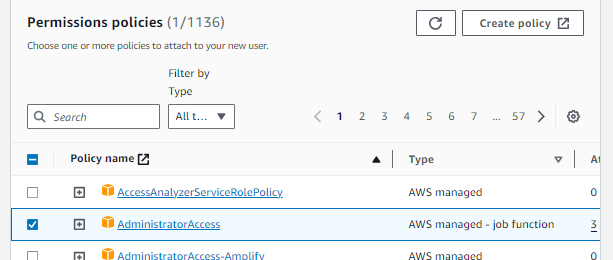 Permissions policies (1/1136)
Create policy
Choose one or more policies to attach to your new user.
Filter by
Type
Search
All t...
1 2 3 4 5 6 7 ... 57
Policy name
Type
AccessAnalyzerServiceRolePolicy AWS managed 0
AdministratorAccess AWS managed - job function 3
AdministratorAccess-Amplify AWS managed 0